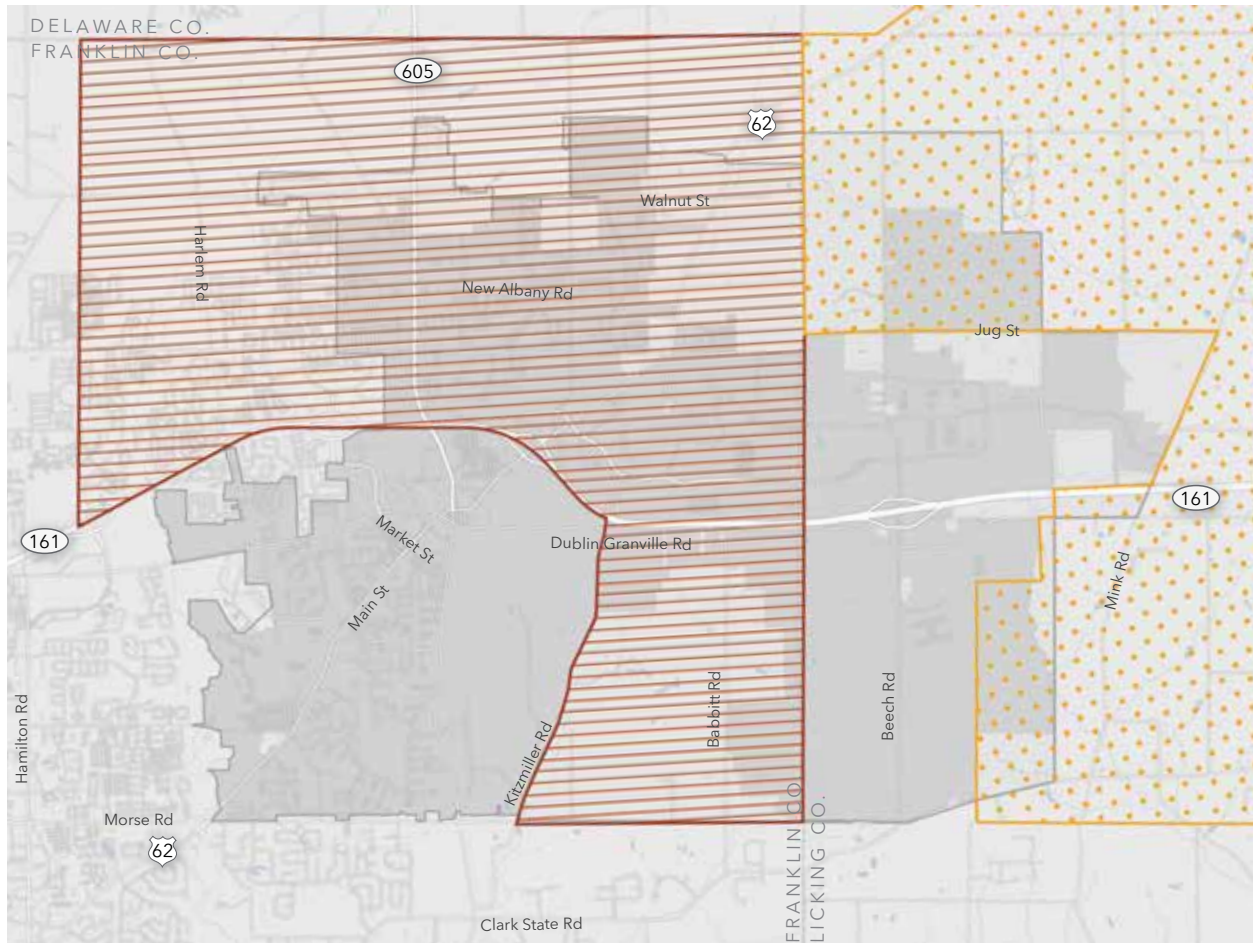 DELAWARE CO.
FRANKLIN CO.
605
62
Walnut St
Harlem Rd
New Albany Rd
Jug St
161
161
Market St
Dublin Granville Rd
Mink Rd
Main St
Hamilton Rd
Babbitt Rd
Beech Rd
Kitzmiller Rd
Morse Rd
62
FRANKLIN CO.
LICKING CO.
Clark State Rd